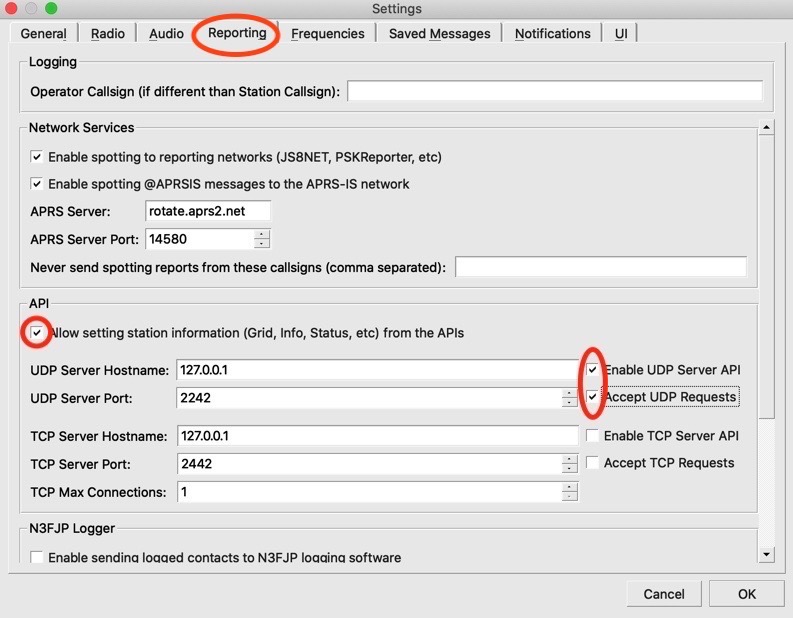 Settings
General Radio Audio Reporting Frequencies Saved Messages Notifications UI
Logging
Operator Callsign (if different than Station Callsign):
Network Services
Enable spotting to reporting networks (JS8NET, PSKReporter, etc)
Enable spotting @APRSIS messages to the APRS-IS network
APRS Server: rotate.aprs2.net
APRS Server Port: 14580
Never send spotting reports from these callsigns (comma separated):
API
Allow setting station information (Grid, Info, Status, etc) from the APIs
UDP Server Hostname: 127.0.0.1 Enable UDP Server API
UDP Server Port: 2242 Accept UDP Requests
TCP Server Hostname: 127.0.0.1 Enable TCP Server API
TCP Server Port: 2442 Accept TCP Requests
TCP Max Connections: 1
N3FJP Logger
Enable sending logged contacts to N3FJP logging software
Cancel OK